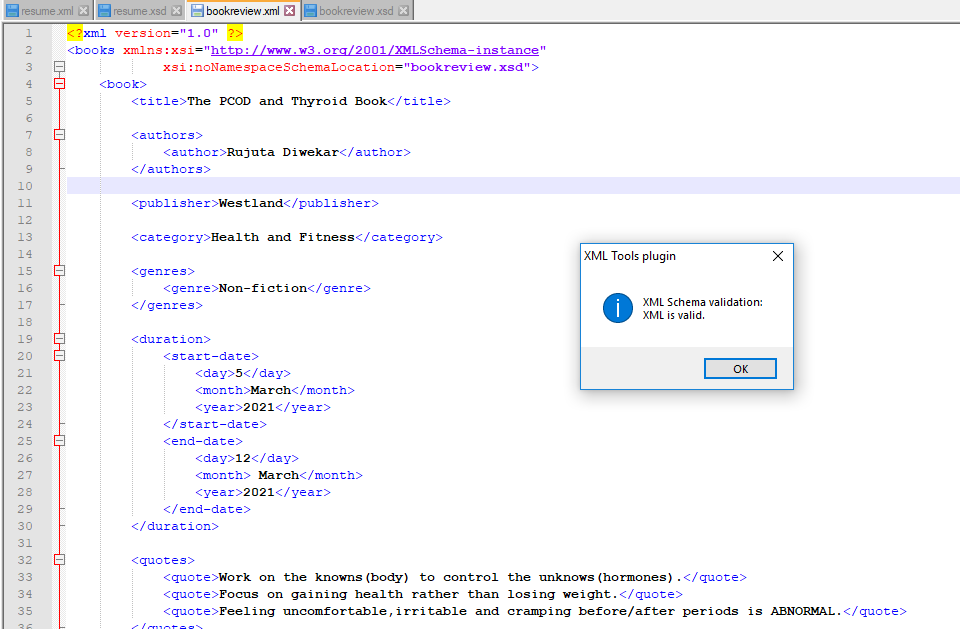 resume.xml resume.xsd bookreview.xml bookreview.xsd
1 <?xml version="1.0" ?>
2 <books xmlns:xsi="http://www.w3.org/2001/XMLSchema-instance"
3 xsi:noNamespaceSchemaLocation="bookreview.xsd">
4 <book>
5 <title>The PCOD and Thyroid Book</title>
6
7 <authors>
8 <author>Rujuta Diwekar</author>
9 </authors>
10
11 <publisher>Westland</publisher>
12
13 <category>Health and Fitness</category>
14
15 <genres>
16 <genre>Non-fiction</genre>
17 </genres>
18
19 <duration>
20 <start-date>
21 <day>5</day>
22 <month>March</month>
23 <year>2021</year>
24 </start-date>
25 <end-date>
26 <day>12</day>
27 <month> March</month>
28 <year>2021</year>
29 </end-date>
30 </duration>
31
32 <quotes>
33 <quote>Work on the knowns(body) to control the unknows(hormones).</quote>
34 <quote>Focus on gaining health rather than losing weight.</quote>
35 <quote>Feeling uncomfortable,irritable and cramping before/after periods is ABNORMAL.</quote>
36 </quotes>
XML Tools plugin
XML Schema validation:
XML is valid.
OK